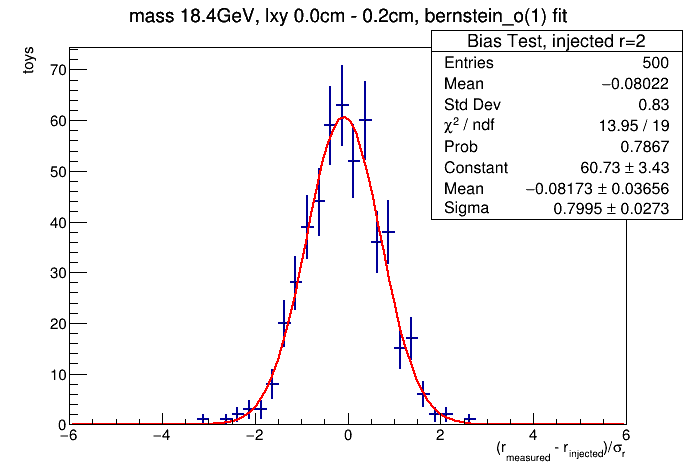 mass 18.4GeV, lxy 0.0cm - 0.2cm, bernstein_o(1) fit
Bias Test, injected r=2
Entries 500
Mean −0.08022
Std Dev 0.83
χ² / ndf 13.95 / 19
Prob 0.7867
Constant 60.73 ± 3.43
Mean −0.08173 ± 0.03656
Sigma 0.7995 ± 0.0273
toys
70
60
50
40
30
20
10
0
−6 −4 −2 0 2 4 6
(r_measured - r_injected)/σ_r